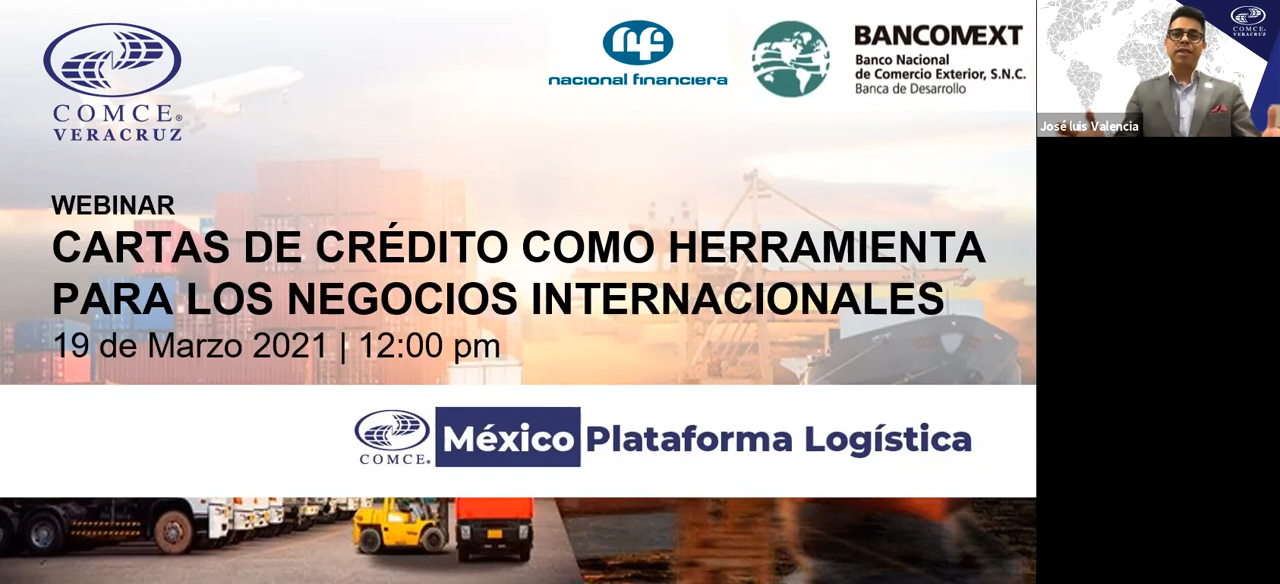 COMCE®
VERACRUZ
nf
nacional financiera
BANCOMEXT
Banco Nacional
de Comercio Exterior, S.N.C.
Banca de Desarrollo
COMCE
VERACRUZ
José luis Valencia
WEBINAR
CARTAS DE CRÉDITO COMO HERRAMIENTA
PARA LOS NEGOCIOS INTERNACIONALES
19 de Marzo 2021 | 12:00 pm
COMCE®
México Plataforma Logística